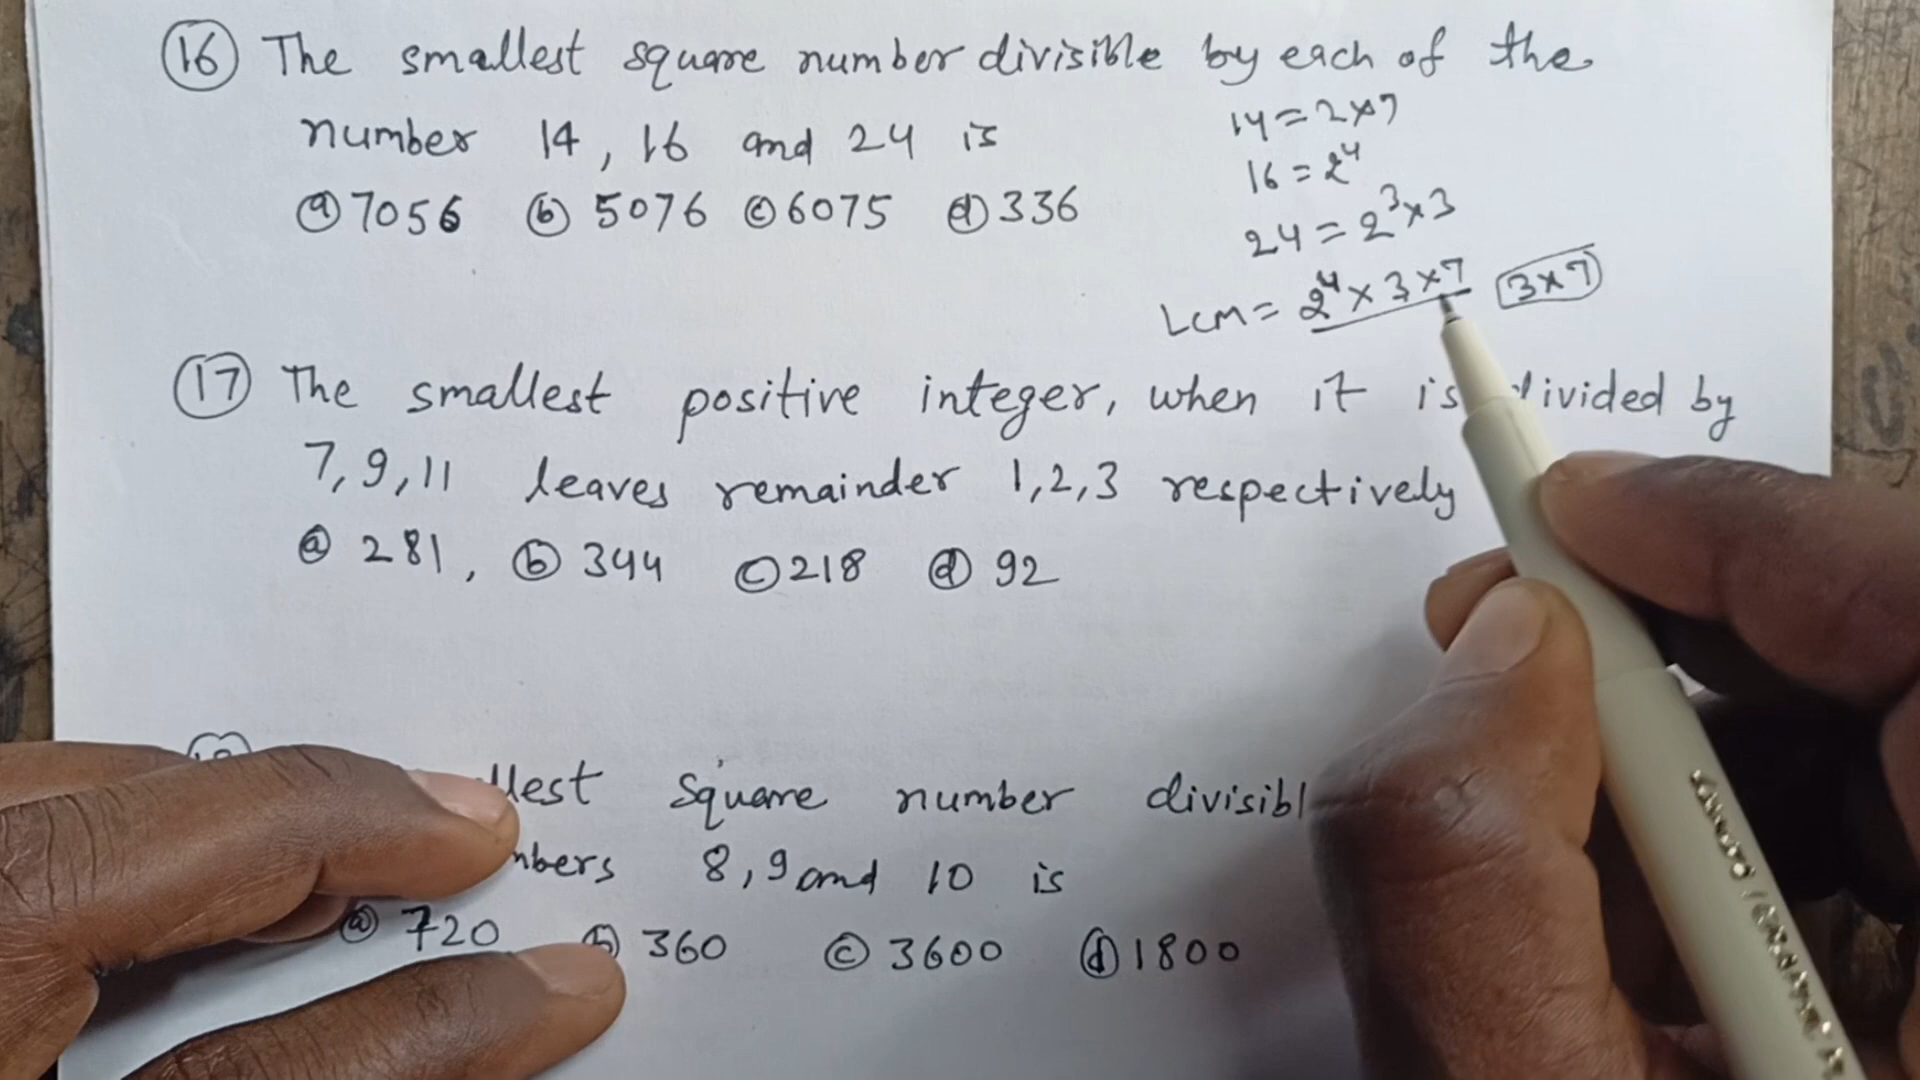 16 The smallest square number divisible by each of the
number 14, 16 and 24 is
a 7056 b 5076 c 6075 d 336
14 = 2×7
16 = 2⁴
24 = 2³×3
LCM = 2⁴×3×7 3×7
17 The smallest positive integer, when it is divided by
7, 9, 11 leaves remainder 1, 2, 3 respectively
a 281, b 344 c 218 d 92
llest square number divisibl
mbers 8, 9 and 10 is
a 720 b 360 c 3600 d 1800